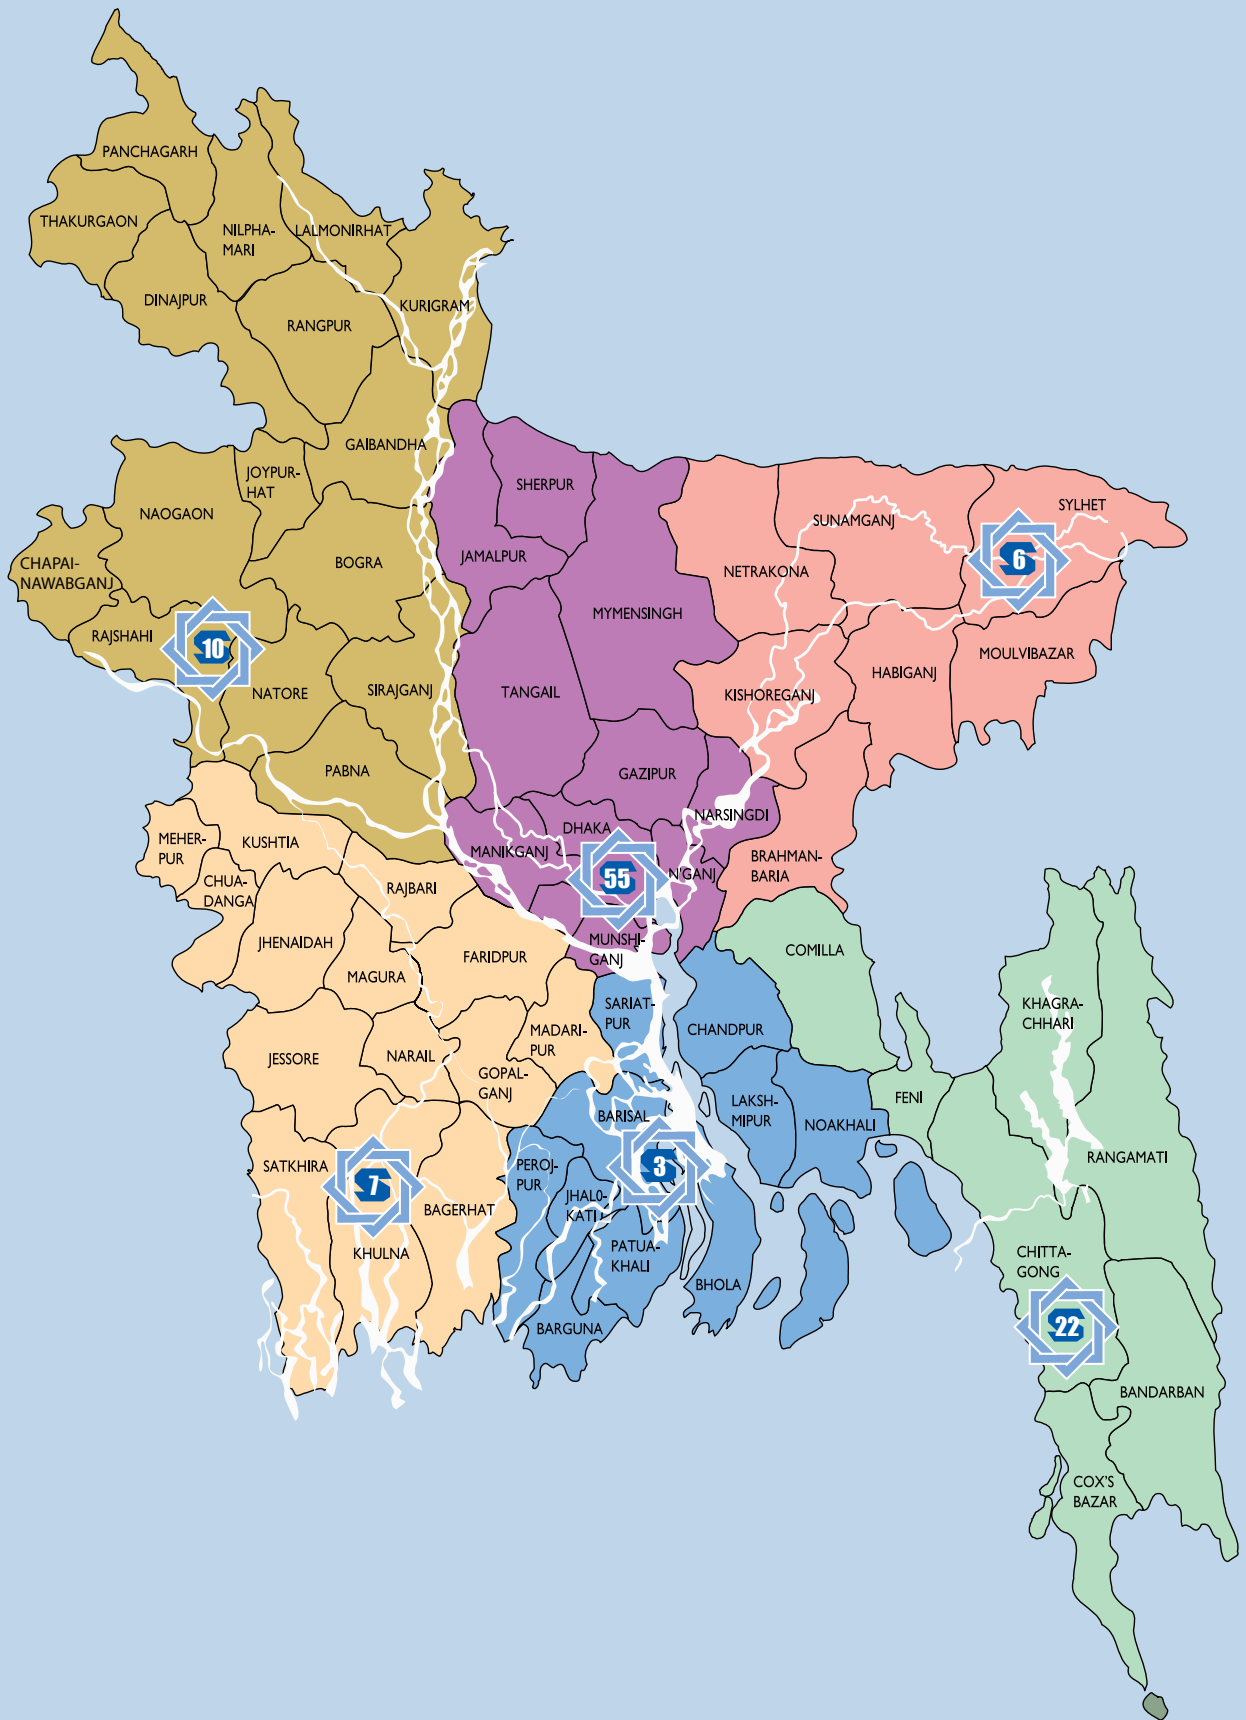 PANCHAGARH
THAKURGAON
NILPHA-
MARI
LALMONIRHAT
DINAJPUR
KURIGRAM
RANGPUR
GAIBANDHA
JOYPUR-
HAT
SHERPUR
SYLHET
NAOGAON
SUNAMGANJ
JAMALPUR
BOGRA
6
CHAPAI-
NAWABGANJ
NETRAKONA
MYMENSINGH
RAJSHAHI
10
MOULVIBAZAR
HABIGANJ
NATORE
SIRAJGANJ
TANGAIL
KISHOREGANJ
PABNA
GAZIPUR
NARSINGDI
MEHER-
PUR
KUSHTIA
DHAKA
MANIKGANJ
BRAHMAN-
BARIA
55
N'GANJ
CHUA-
DANGA
RAJBARI
JHENAIDAH
MUNSHI-
GANJ
COMILLA
FARIDPUR
MAGURA
SARIAT-
PUR
KHAGRA-
CHHARI
CHANDPUR
MADARI-
PUR
JESSORE
NARAIL
GOPAL-
GANJ
FENI
LAKSH-
MIPUR
BARISAL
NOAKHALI
RANGAMATI
SATKHIRA
PEROJ-
PUR
3
7
JHALO-
KATI
BAGERHAT
PATUA-
KHALI
KHULNA
CHITTA-
GONG
BHOLA
BARGUNA
22
BANDARBAN
COX'S
BAZAR